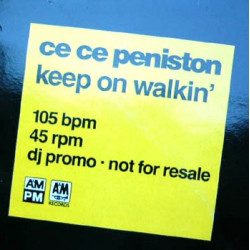 ce ce peniston
keep on walkin'
105 bpm
45 rpm
dj promo · not for resale
AM
PM
A&M
RECORDS